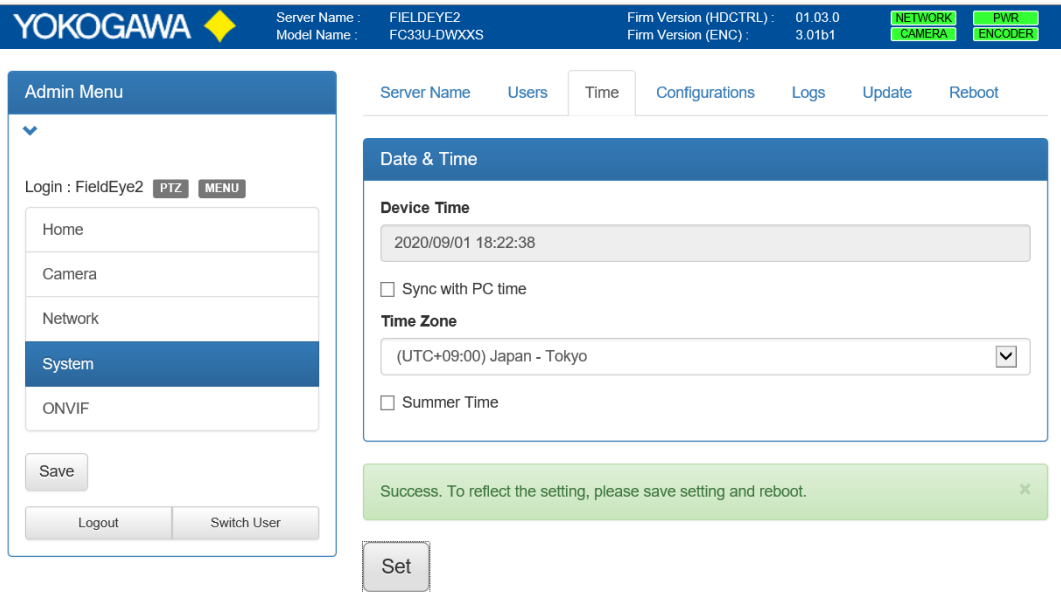 YOKOGAWA
Server Name : FIELDEYE2 Firm Version (HDCTRL) : 01.03.0 NETWORK PWR
Model Name : FC33U-DWXXS Firm Version (ENC) : 3.01b1 CAMERA ENCODER
Admin Menu
Login : FieldEye2 PTZ MENU
Home
Camera
Network
System
ONVIF
Save
Logout Switch User
Server Name Users Time Configurations Logs Update Reboot
Date & Time
Device Time
2020/09/01 18:22:38
Sync with PC time
Time Zone
(UTC+09:00) Japan - Tokyo
Summer Time
Success. To reflect the setting, please save setting and reboot. ×
Set